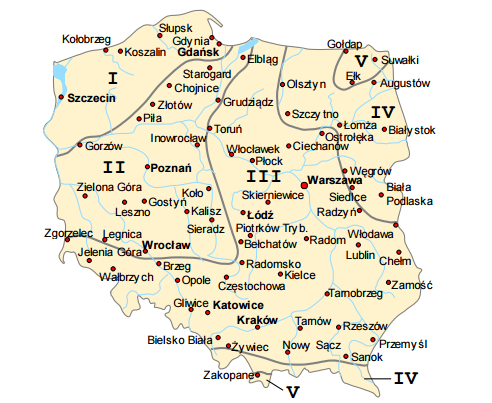 Słupsk
Kołobrzeg
Gdynia
Koszalin
Gdańsk
Gołdap
Elbląg
V
Suwałki
I
Starogard
Ełk
Chojnice
Olsztyn
Augustów
Szczecin
Złotów
Grudziądz
IV
Piła
Szczytno
Łomża
Toruń
Białystok
Inowrocław
Ostrołęka
Gorzów
Włocławek
Ciechanów
II
Poznań
Płock
III
Węgrów
Warszawa
Zielona Góra
Koło
Siedlce
Biała
Podlaska
Leszno
Gostyń
Skierniewice
Kalisz
Łódź
Radzyń
Sieradz
Zgorzelec
Legnica
Piotrków Tryb.
Włodawa
Wrocław
Bełchatów
Radom
Jelenia Góra
Lublin
Chełm
Wałbrzych
Brzeg
Radomsko
Opole
Częstochowa
Kielce
Zamość
Tarnobrzeg
Gliwice
Katowice
Kraków
Tarnów
Rzeszów
Bielsko Biała
Żywiec
Nowy Sącz
Przemyśl
Sanok
Zakopane
V
IV